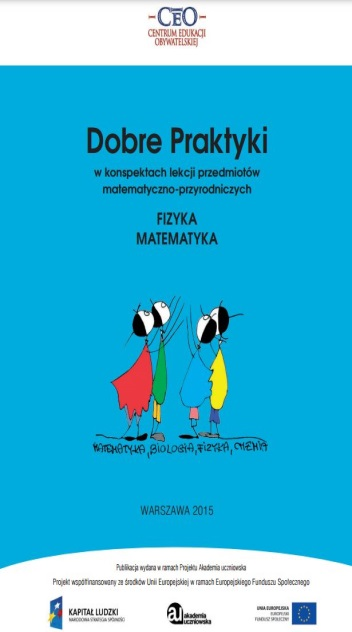 CEO
CENTRUM EDUKACJI
OBYWATELSKIEJ
Dobre Praktyki
w konspektach lekcji przedmiotów
matematyczno-przyrodniczych
FIZYKA
MATEMATYKA
MATEMATYKA, BIOLOGIA, FIZYKA, CHEMIA
WARSZAWA 2015
Publikacja wydana w ramach Projektu Akademia uczniowska
Projekt współfinansowany ze środków Unii Europejskiej w ramach Europejskiego Funduszu Społecznego
KAPITAŁ LUDZKI
NARODOWA STRATEGIA SPÓJNOŚCI
au akademia
uczniowska
UNIA EUROPEJSKA
EUROPEJSKI
FUNDUSZ SPOŁECZNY